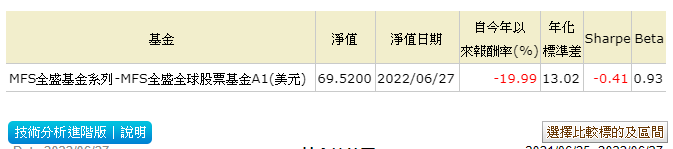 基金 淨值 淨值日期 自今年以來報酬率(%) 年化標準差 Sharpe Beta
MFS全盛基金系列-MFS全盛全球股票基金A1(美元) 69.5200 2022/06/27 -19.99 13.02 -0.41 0.93
技術分析進階版 | 說明 選擇比較標的及區間